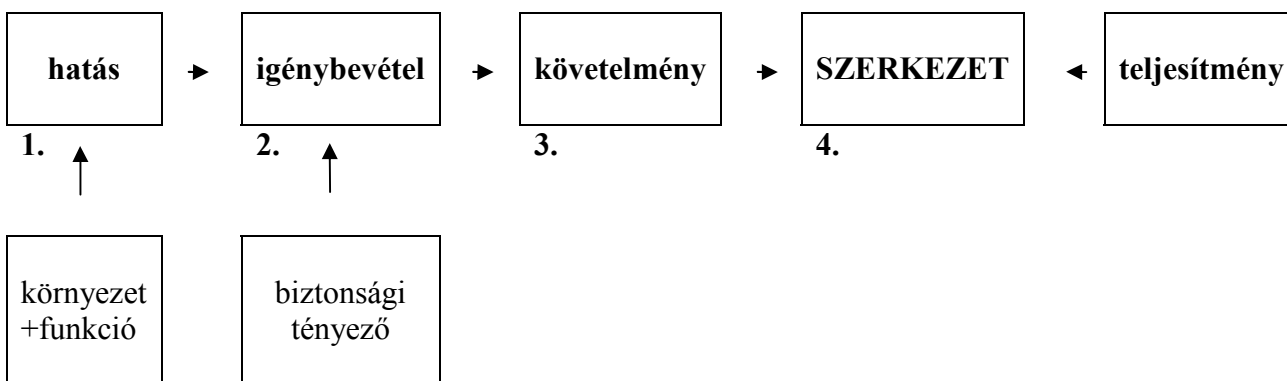 hatás
igénybevétel
követelmény
SZERKEZET
teljesítmény
1.
2.
3.
4.
környezet
+funkció
biztonsági
tényező